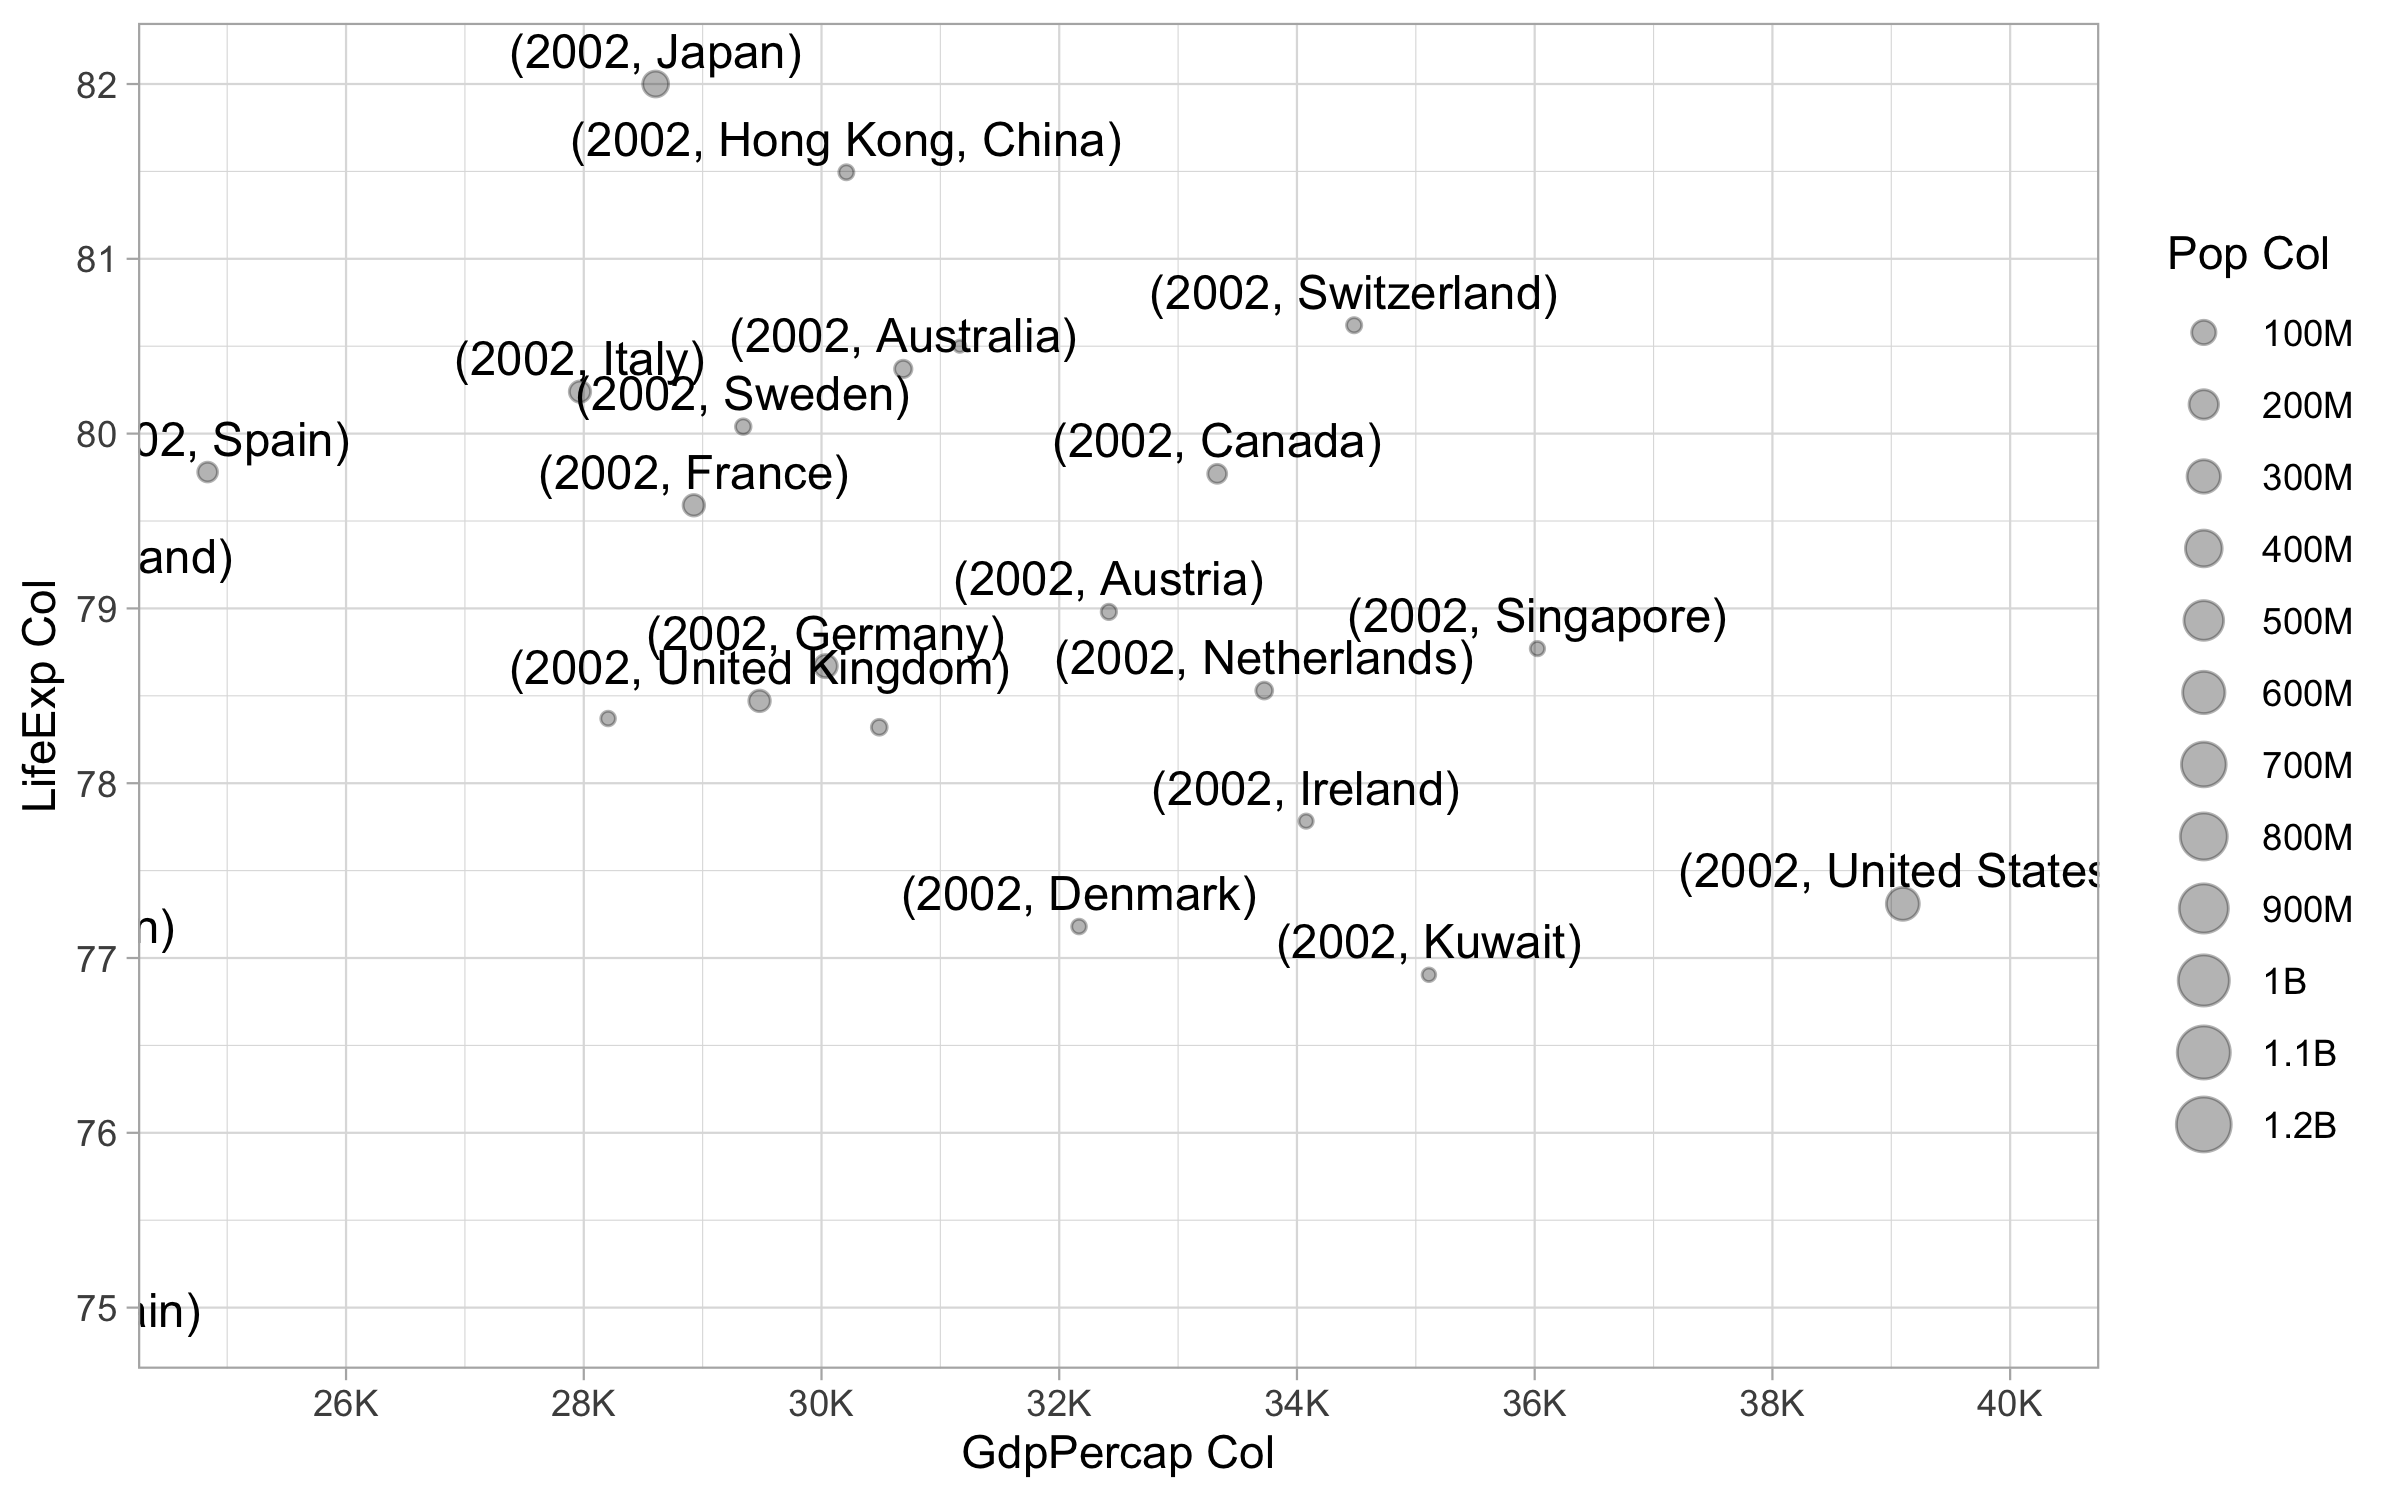 (2002, Japan)
(2002, Hong Kong, China)
(2002, Switzerland)
(2002, Australia)
(2002, Italy)
(2002, Sweden)
02, Spain)
(2002, Canada)
(2002, France)
and)
(2002, Austria)
(2002, Singapore)
(2002, Germany)
(2002, United Kingdom)
(2002, Netherlands)
(2002, Ireland)
(2002, United States
(2002, Denmark)
n)
(2002, Kuwait)
in)
82
81
80
79
78
77
76
75
LifeExp Col
26K
28K
30K
32K
34K
36K
38K
40K
GdpPercap Col
Pop Col
100M
200M
300M
400M
500M
600M
700M
800M
900M
1B
1.1B
1.2B